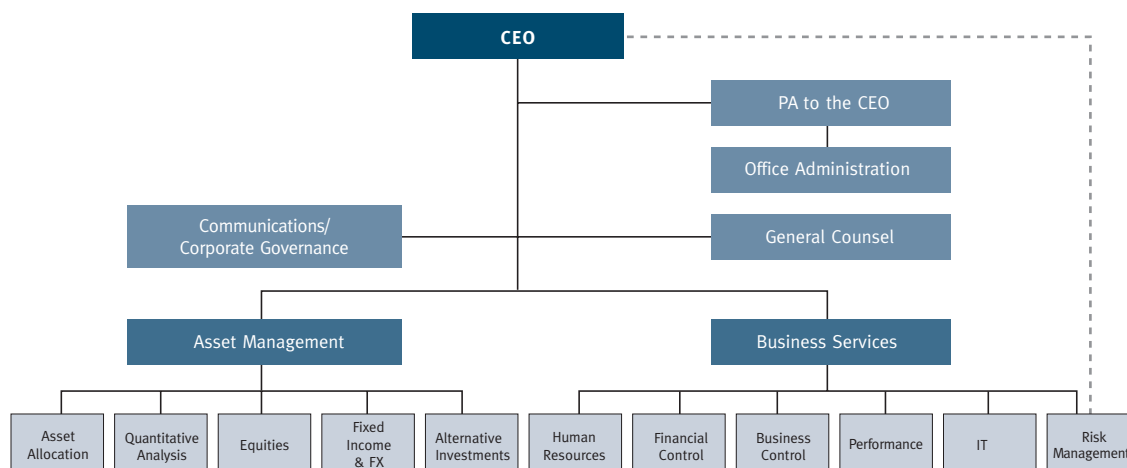 CEO
PA to the CEO
Office Administration
Communications/
Corporate Governance
General Counsel
Asset Management
Business Services
Asset
Allocation
Quantitative
Analysis
Equities
Fixed
Income
& FX
Alternative
Investments
Human
Resources
Financial
Control
Business
Control
Performance
IT
Risk
Management